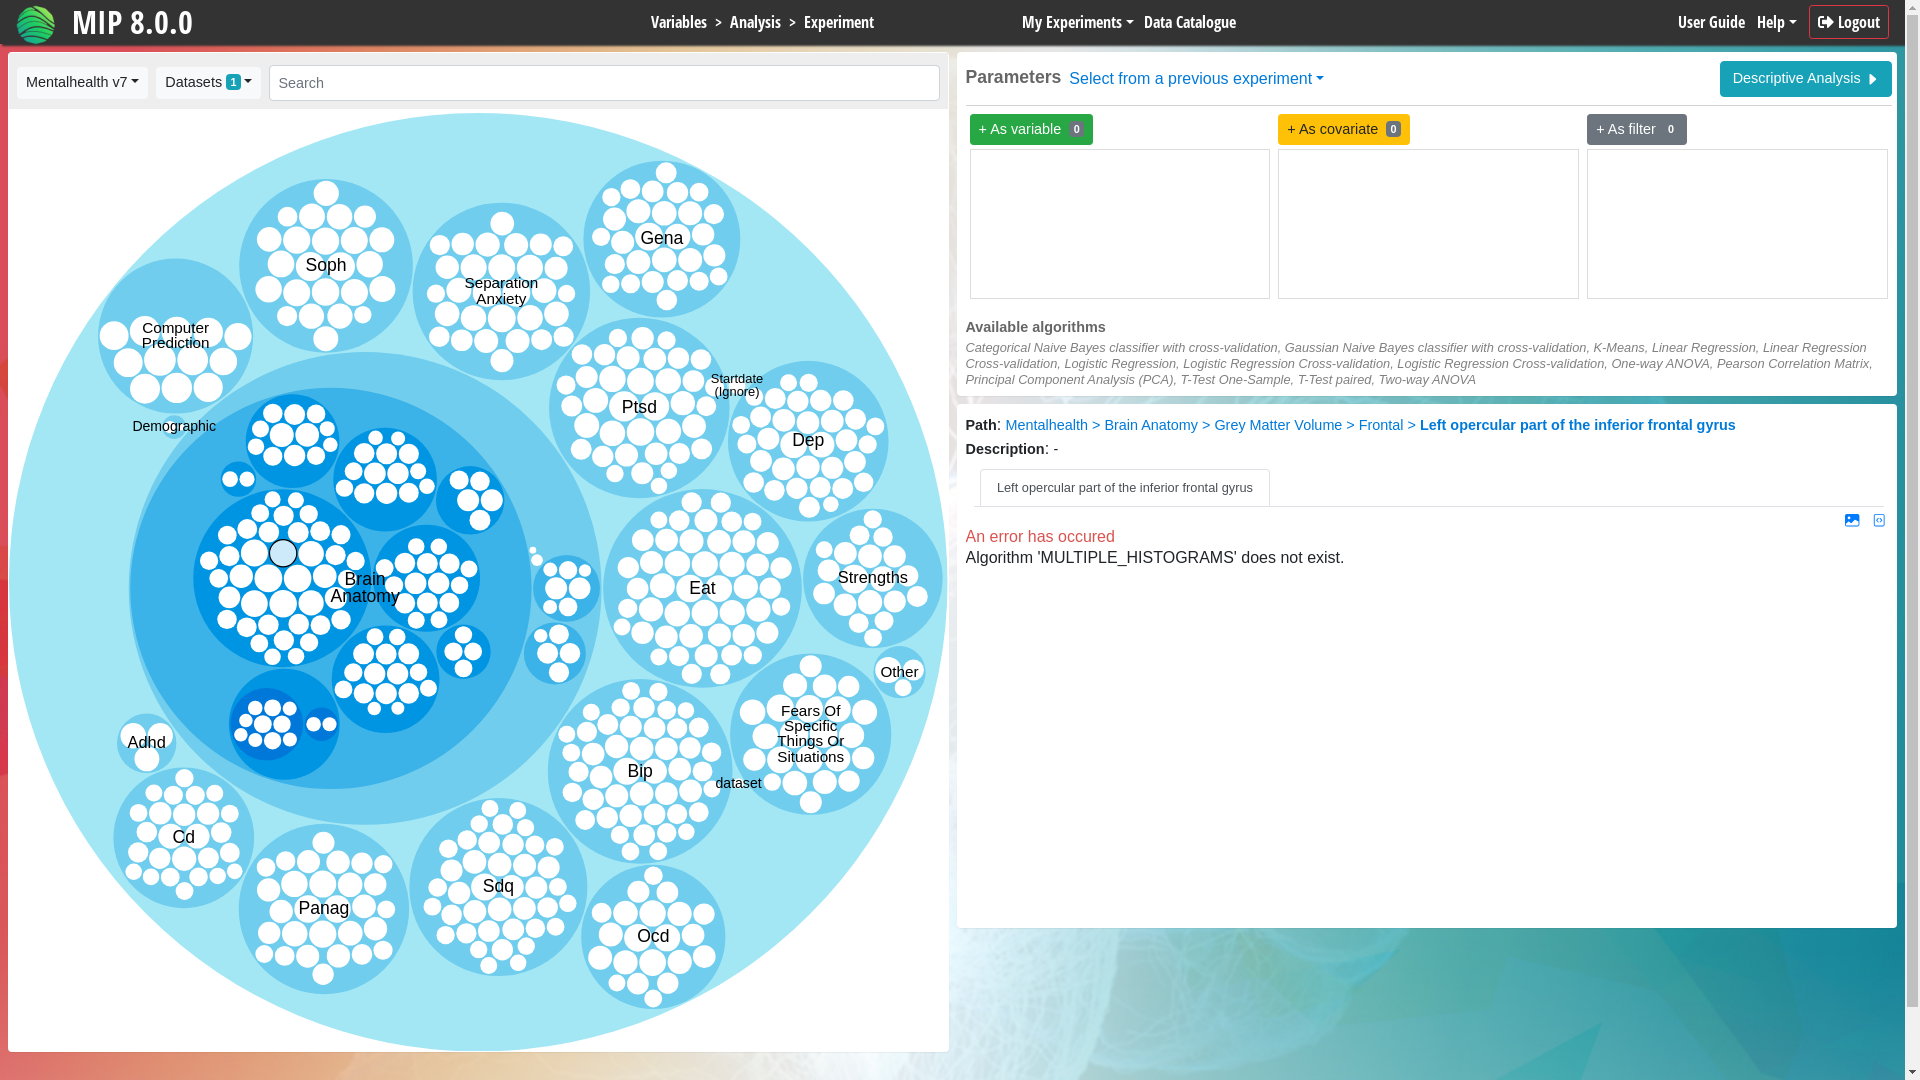 MIP 8.0.0
Variables > Analysis > Experiment
My Experiments
Data Catalogue
User Guide
Help
Logout
Mentalhealth v7
Datasets 1
Search
Soph
Separation
Anxiety
Gena
Computer
Prediction
Demographic
Ptsd
Startdate
(Ignore)
Dep
Brain
Anatomy
Eat
Strengths
Other
Fears Of
Specific
Things Or
Situations
Adhd
Bip
dataset
Cd
Panag
Sdq
Ocd
Parameters
Select from a previous experiment
Descriptive Analysis
+ As variable 0
+ As covariate 0
+ As filter 0
Available algorithms
Categorical Naive Bayes classifier with cross-validation, Gaussian Naive Bayes classifier with cross-validation, K-Means, Linear Regression, Linear Regression
Cross-validation, Logistic Regression, Logistic Regression Cross-validation, Logistic Regression Cross-validation, One-way ANOVA, Pearson Correlation Matrix,
Principal Component Analysis (PCA), T-Test One-Sample, T-Test paired, Two-way ANOVA
Path: Mentalhealth > Brain Anatomy > Grey Matter Volume > Frontal > Left opercular part of the inferior frontal gyrus
Description: -
Left opercular part of the inferior frontal gyrus
An error has occured
Algorithm 'MULTIPLE_HISTOGRAMS' does not exist.